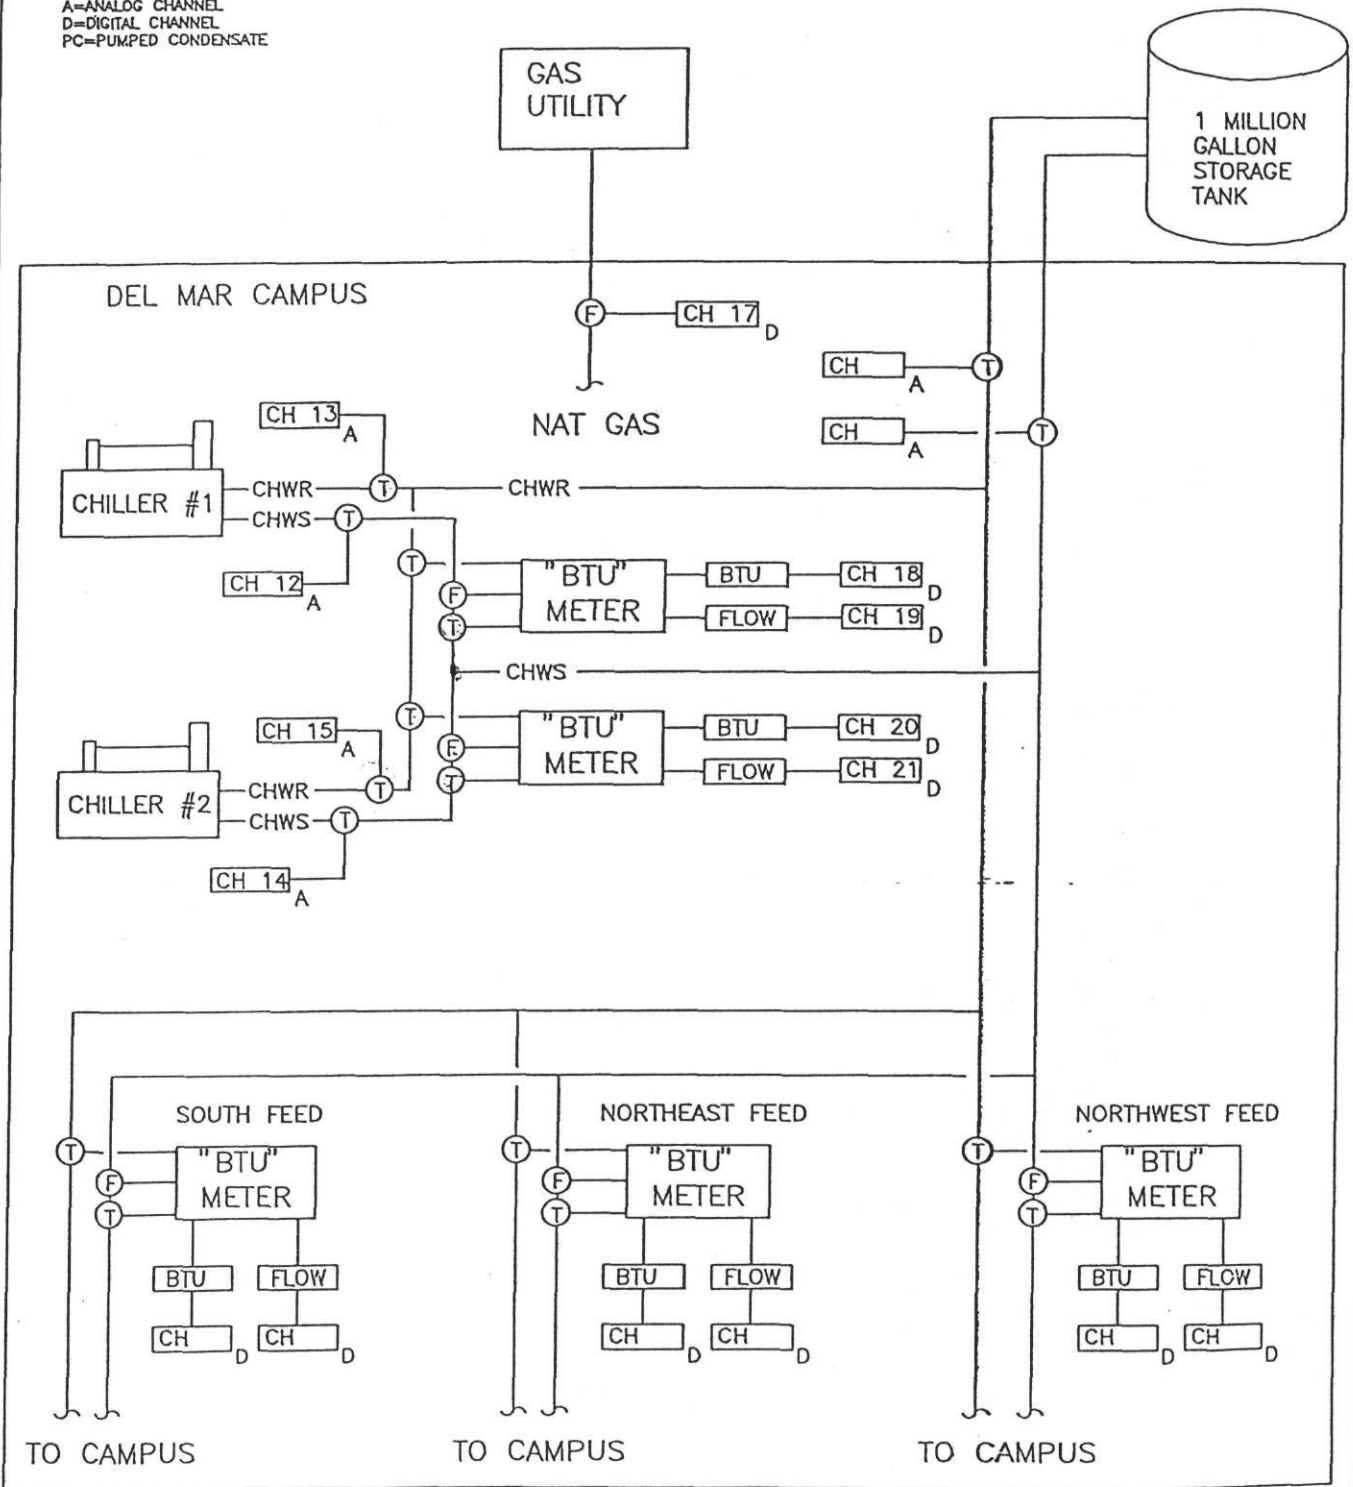 A=ANALOG CHANNEL
D=DIGITAL CHANNEL
PC=PUMPED CONDENSATE
GAS
UTILITY
1 MILLION
GALLON
STORAGE
TANK
DEL MAR CAMPUS
F
CH 17
D
CH
A
T
NAT GAS
CH
A
T
CH 13
A
CHILLER #1
CHWR
T
CHWR
CHWS
T
CH 12
A
T
F
T
"BTU"
METER
BTU
CH 18
D
FLOW
CH 19
D
CHWS
CH 15
A
T
F
T
"BTU"
METER
BTU
CH 20
D
FLOW
CH 21
D
CHILLER #2
CHWR
T
CHWS
T
CH 14
A
SOUTH FEED
T
F
T
"BTU"
METER
BTU
FLOW
CH
D
CH
D
TO CAMPUS
NORTHEAST FEED
T
F
T
"BTU"
METER
BTU
FLOW
CH
D
CH
D
TO CAMPUS
NORTHWEST FEED
T
F
T
"BTU"
METER
BTU
FLOW
CH
D
CH
D
TO CAMPUS